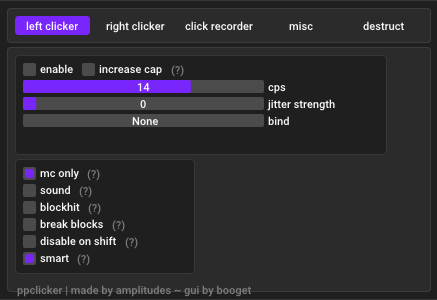 left clicker right clicker click recorder misc destruct
enable increase cap (?)
14 cps
0 jitter strength
None bind
mc only (?)
sound (?)
blockhit (?)
break blocks (?)
disable on shift (?)
smart (?)
ppclicker | made by amplitudes ~ gui by booget